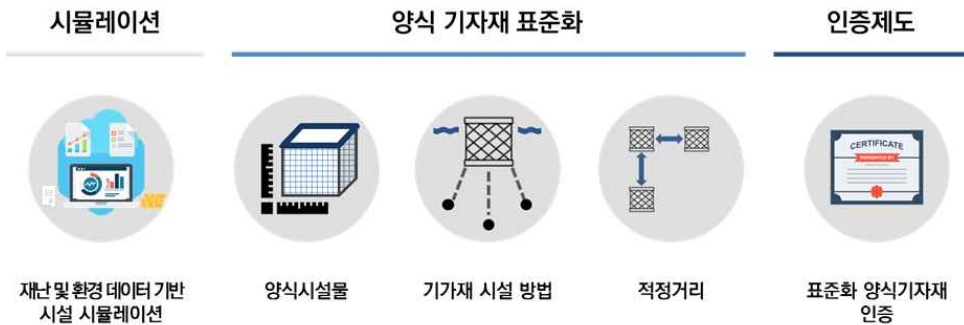 시뮬레이션
양식 기자재 표준화
인증제도
CERTIFICATE
PRESENTED BY
재난 및 환경 데이터 기반
시설 시뮬레이션
양식시설물
기가재 시설 방법
적정거리
표준화 양식기자재
인증